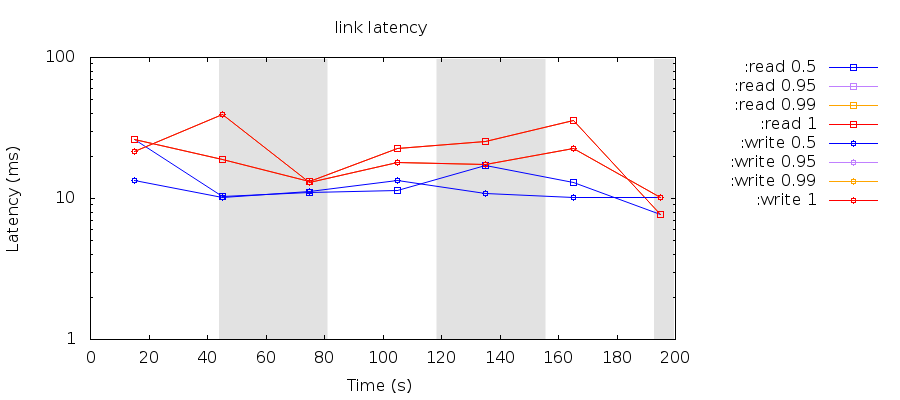 link latency
100
10
1
Latency (ms)
0 20 40 60 80 100 120 140 160 180 200
Time (s)
:read 0.5
:read 0.95
:read 0.99
:read 1
:write 0.5
:write 0.95
:write 0.99
:write 1